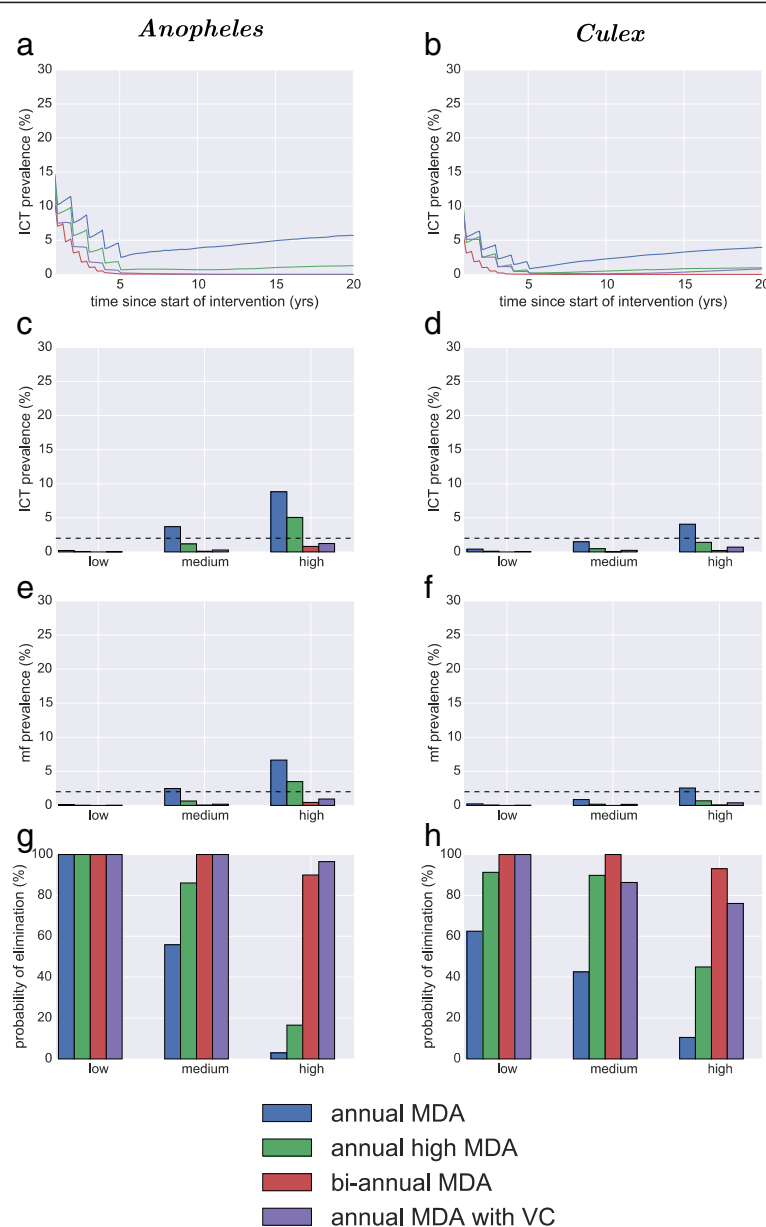 Anopheles
Culex
a
30
25
20
15
10
5
0
ICT prevalence (%)
5
10
15
20
time since start of intervention (yrs)
b
30
25
20
15
10
5
0
ICT prevalence (%)
5
10
15
20
time since start of intervention (yrs)
c
30
25
20
15
10
5
0
ICT prevalence (%)
low
medium
high
d
30
25
20
15
10
5
0
ICT prevalence (%)
low
medium
high
e
30
25
20
15
10
5
0
mf prevalence (%)
low
medium
high
f
30
25
20
15
10
5
0
mf prevalence (%)
low
medium
high
g
100
80
60
40
20
0
probability of elimination (%)
low
medium
high
h
100
80
60
40
20
0
probability of elimination (%)
low
medium
high
annual MDA
annual high MDA
bi-annual MDA
annual MDA with VC